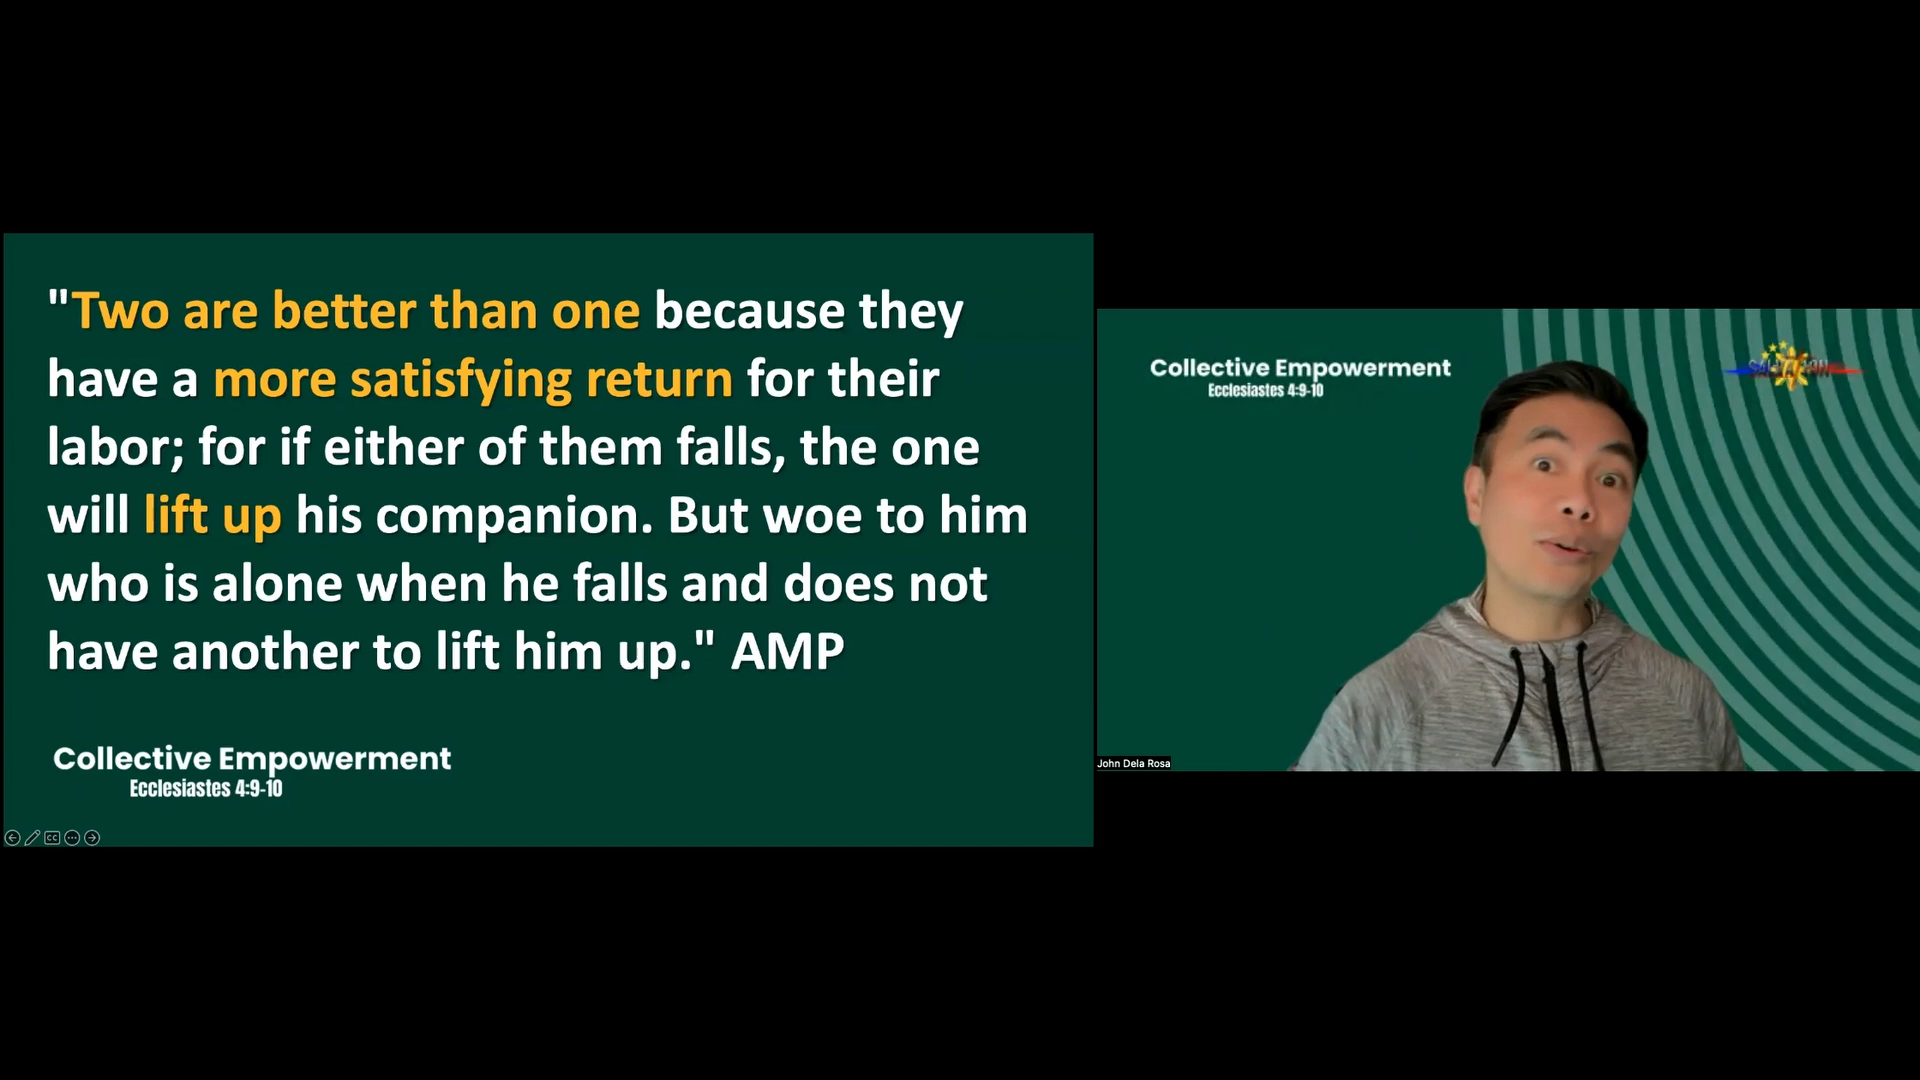 "Two are better than one because they
have a more satisfying return for their
labor; for if either of them falls, the one
will lift up his companion. But woe to him
who is alone when he falls and does not
have another to lift him up." AMP
Collective Empowerment
Ecclesiastes 4:9-10
CC
Collective Empowerment
Ecclesiastes 4:9-10
John Dela Rosa